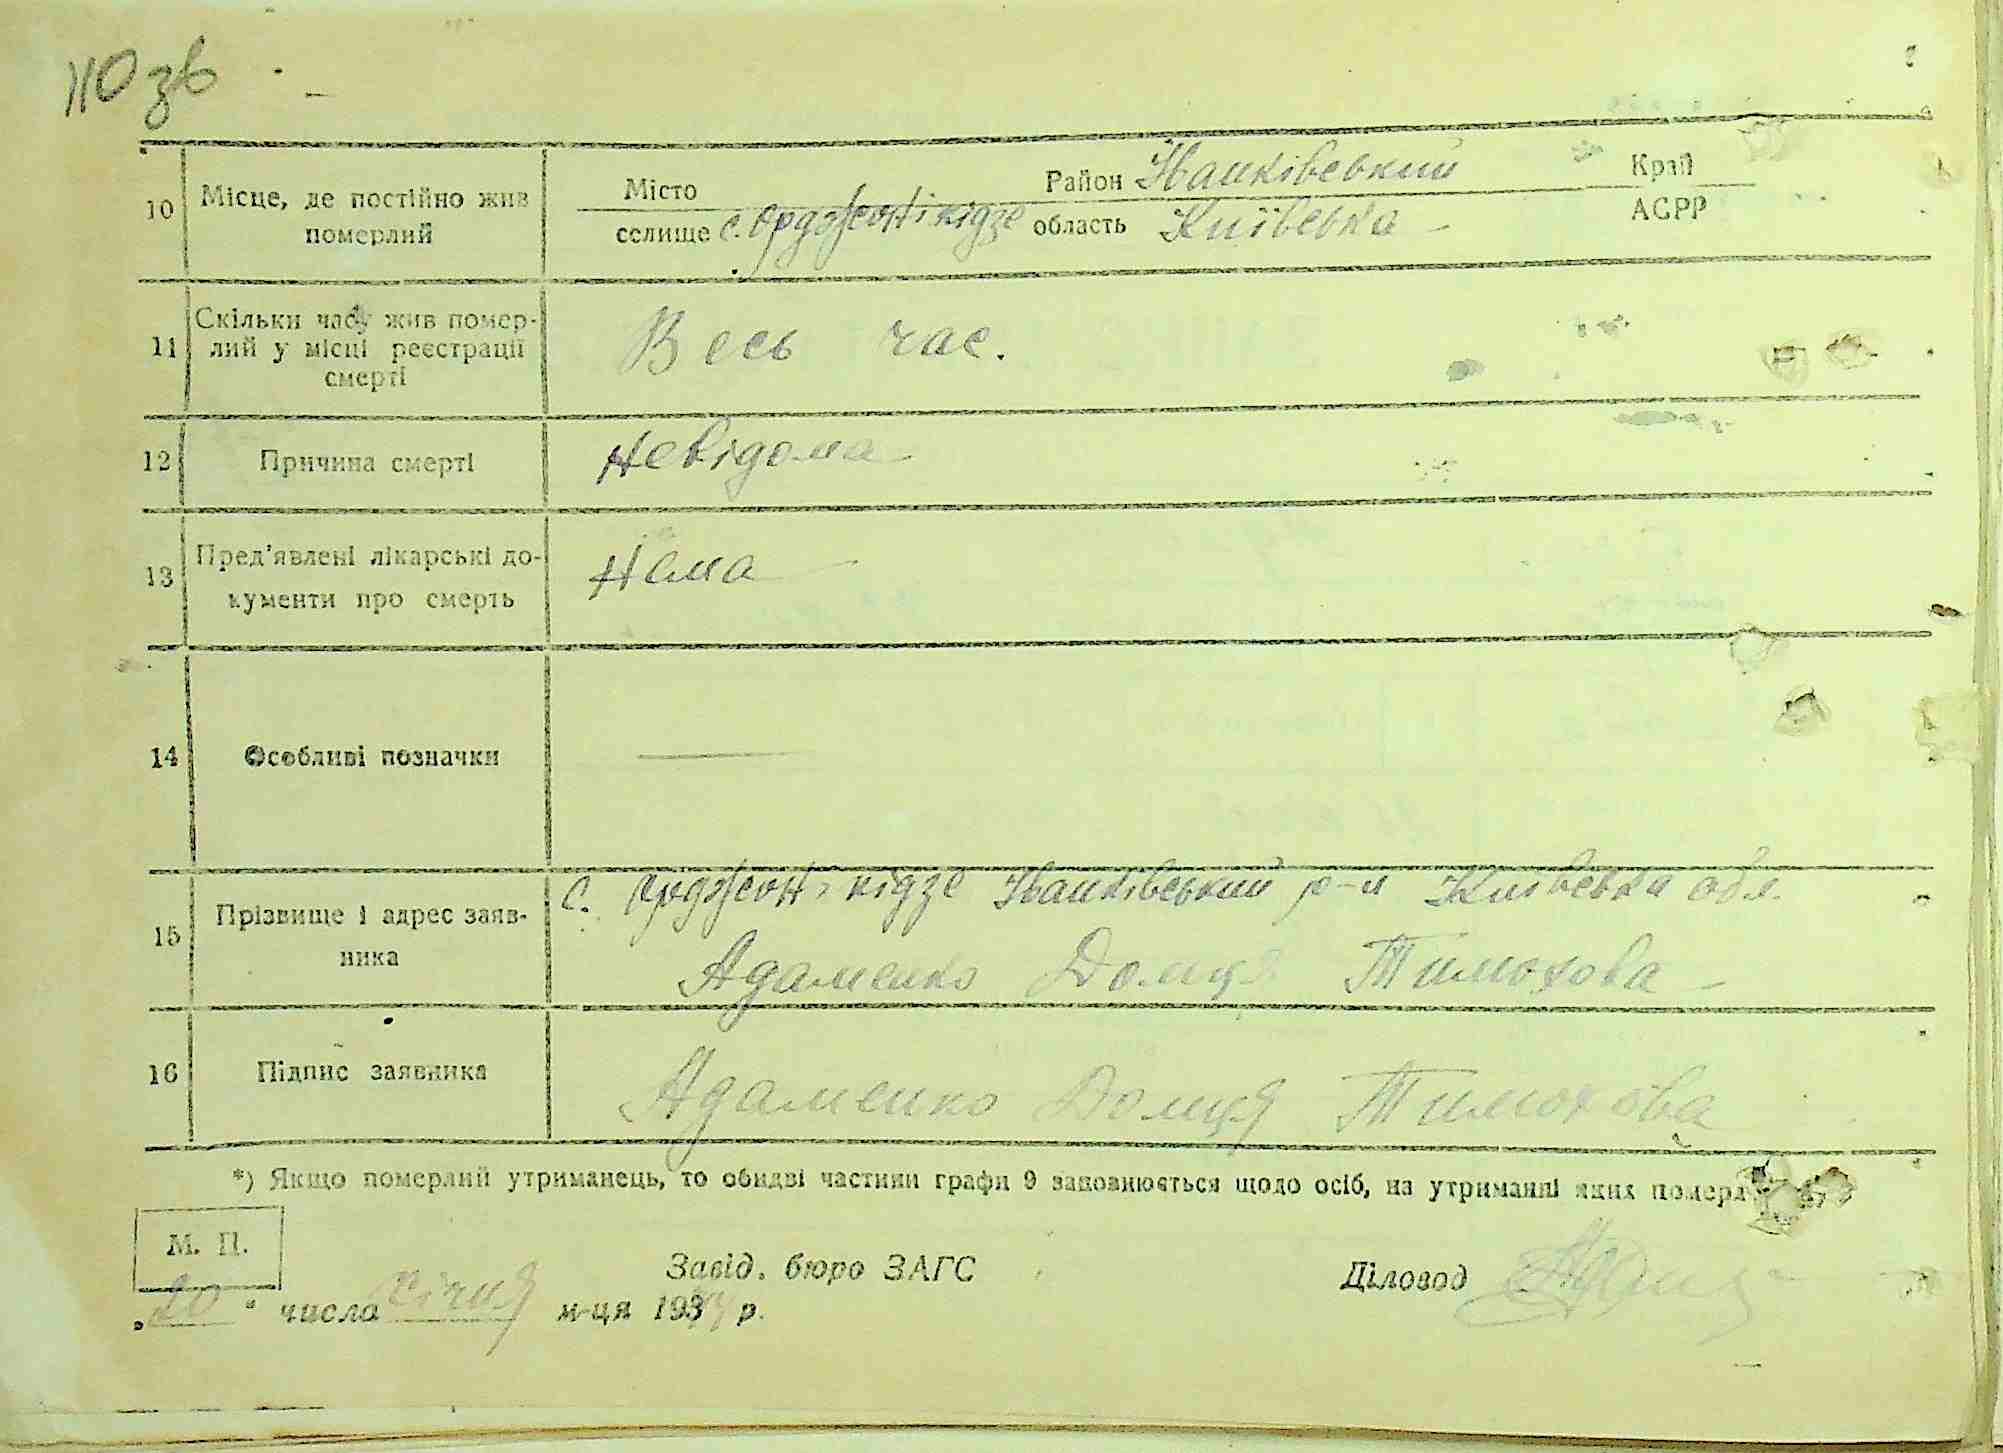 110 зв
10 Місце, де постійно жив померлий
Місто селище с. Орджонікідзе
Район Іванківський
область Київська
Край АСРР
11 Скільки часу жив померлий у місці реєстрації смерті
Весь час.
12 Причина смерті
Невідома
13 Пред'явлені лікарські документи про смерть
Нема
14 Особливі позначки
—
15 Прізвище і адрес заявника
с. Орджонікідзе Іванківський р-н Київська обл.
Адаменко Домця Тимохова
16 Підпис заявника
Адаменко Домця Тимохова
*) Якщо померлий утриманець, то обидві частини графи 9 заповнюється щодо осіб, на утриманні яких помер
М. П.
Завід. бюро ЗАГС
Діловод
„20" числа січня м-ця 193 р.